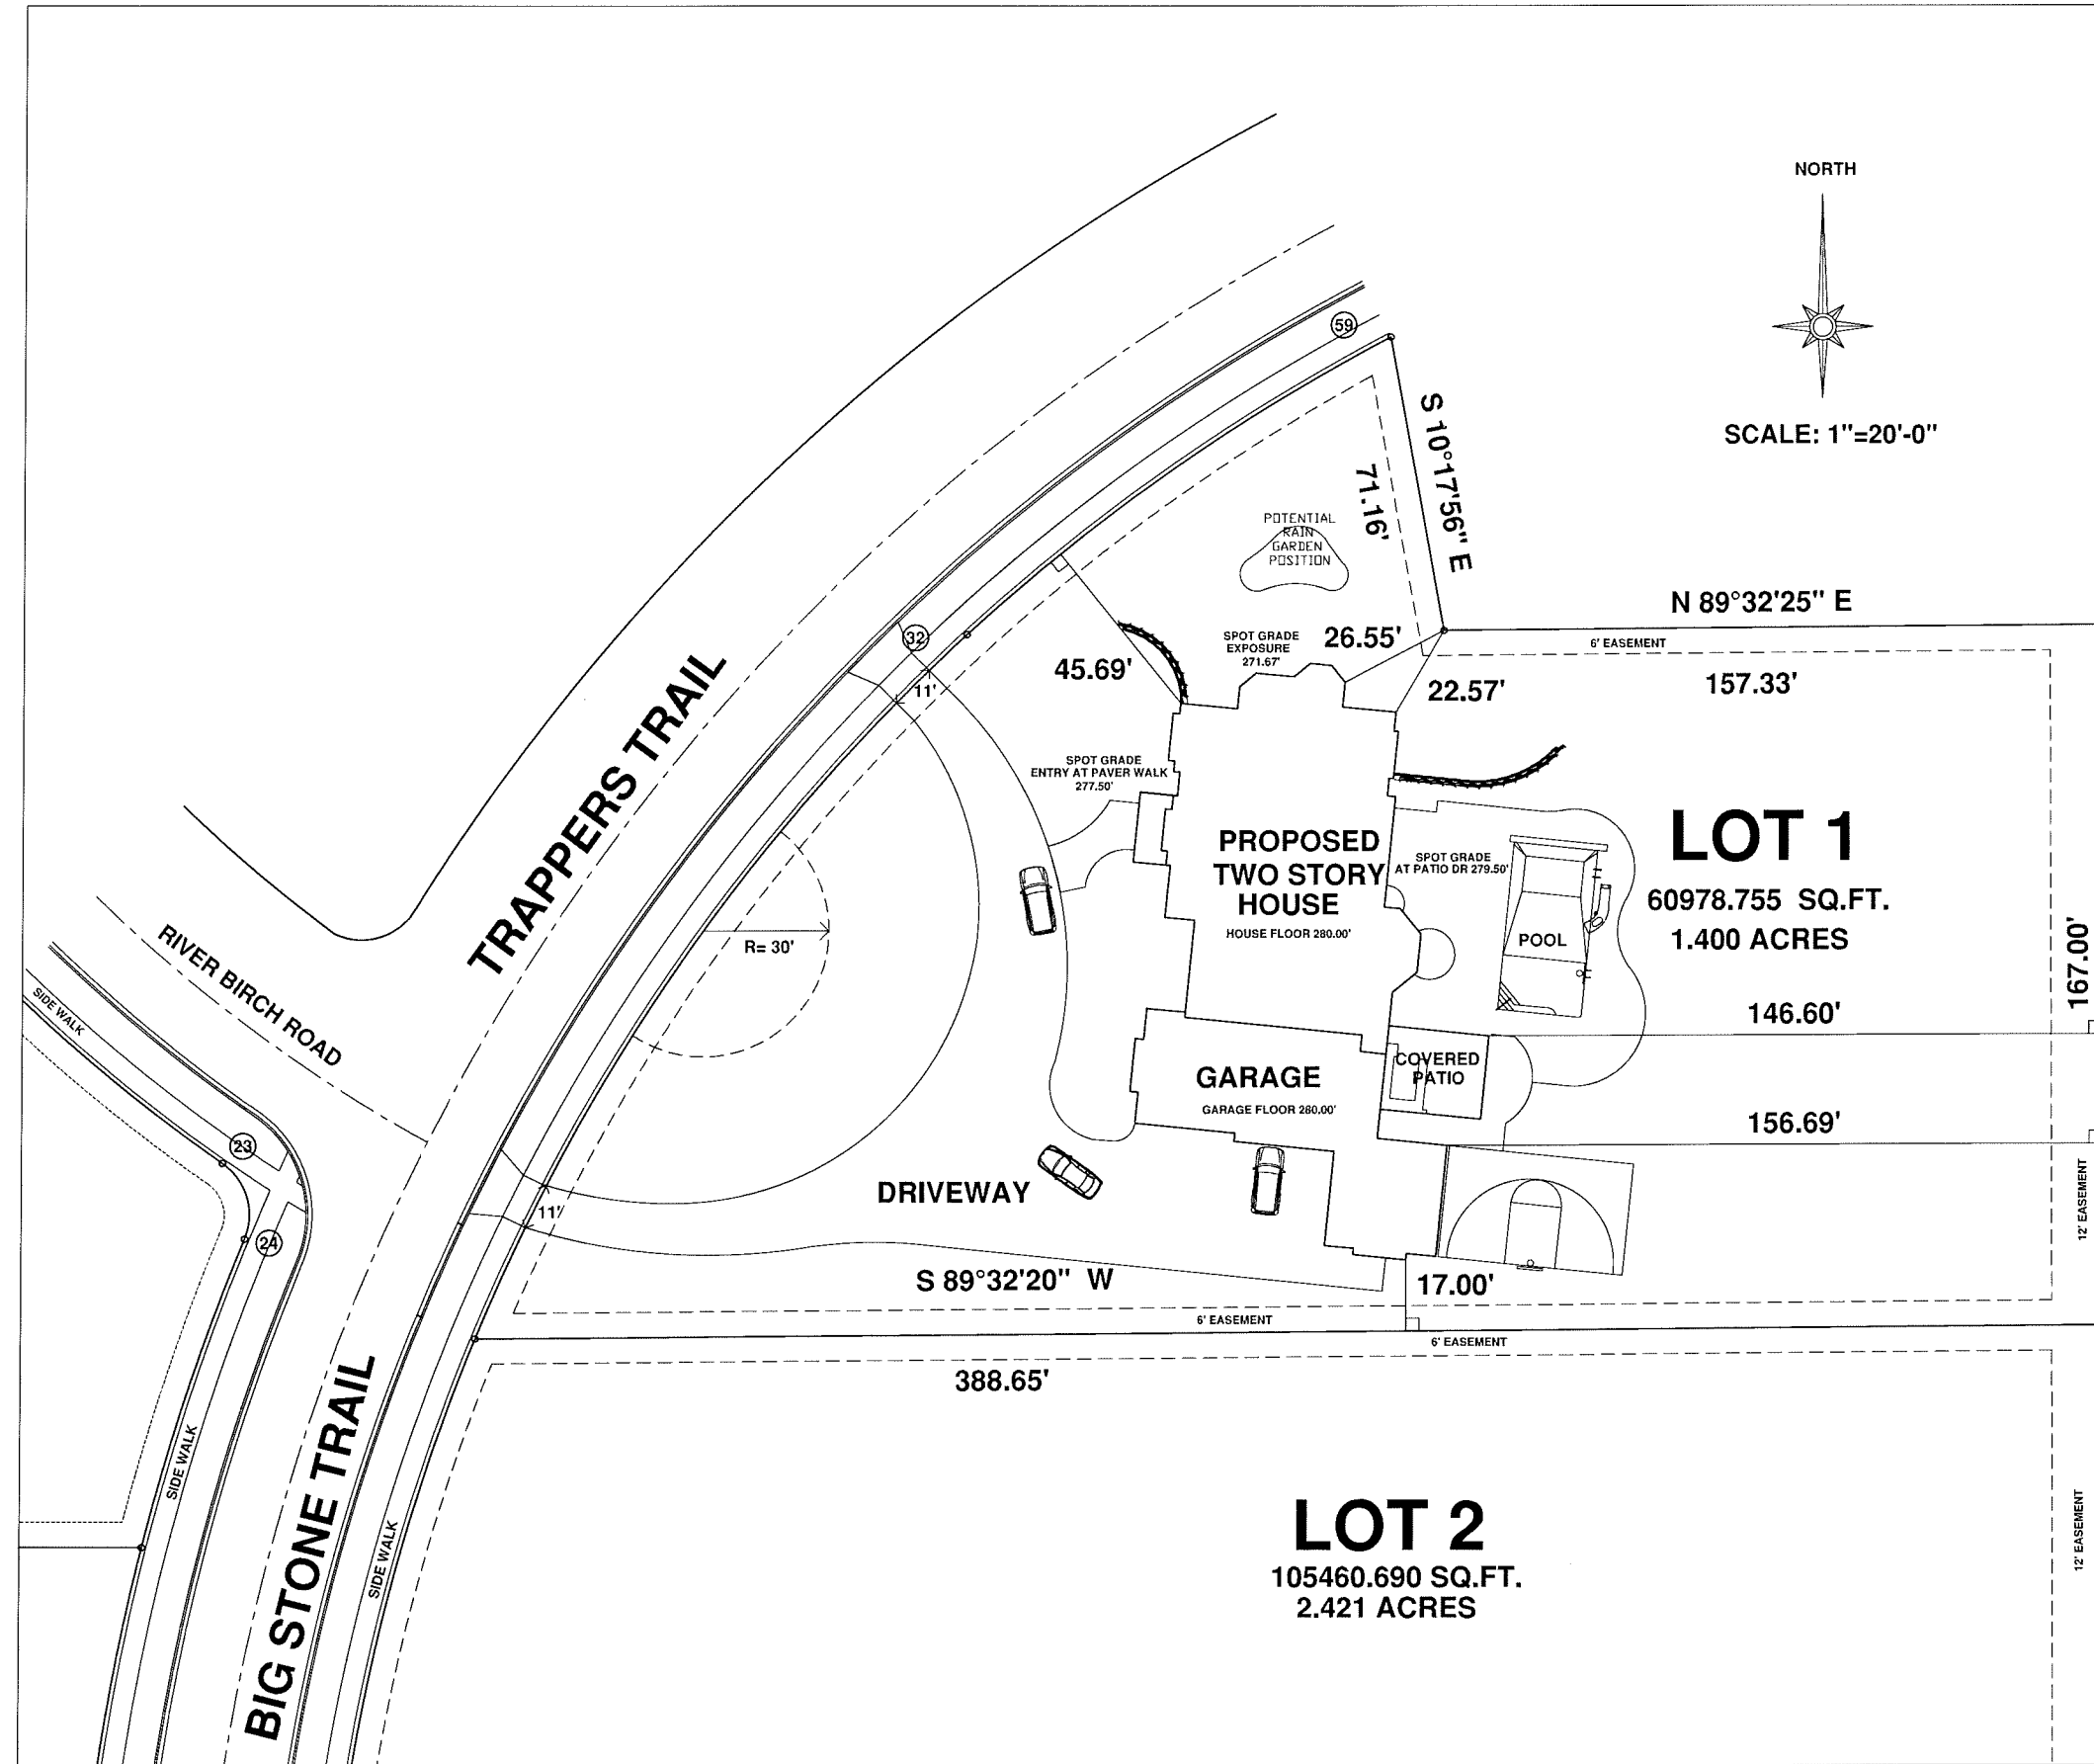 NORTH
SCALE: 1"=20'-0"
59
S 10°17'56" E
71.16'
POTENTIAL
RAIN
GARDEN
POSITION
N 89°32'25" E
6' EASEMENT
157.33'
32
11'
45.69'
SPOT GRADE
EXPOSURE
271.67'
26.55'
22.57'
TRAPPERS TRAIL
SPOT GRADE
ENTRY AT PAVER WALK
277.50'
PROPOSED
TWO STORY
HOUSE
HOUSE FLOOR 280.00'
SPOT GRADE
AT PATIO DR 279.50'
POOL
LOT 1
60978.755 SQ.FT.
1.400 ACRES
167.00'
146.60'
R= 30'
RIVER BIRCH ROAD
SIDE WALK
GARAGE
GARAGE FLOOR 280.00'
COVERED
PATIO
156.69'
12' EASEMENT
23
24
11'
DRIVEWAY
S 89°32'20" W
17.00'
6' EASEMENT
6' EASEMENT
388.65'
SIDE WALK
BIG STONE TRAIL
SIDE WALK
LOT 2
105460.690 SQ.FT.
2.421 ACRES
12' EASEMENT